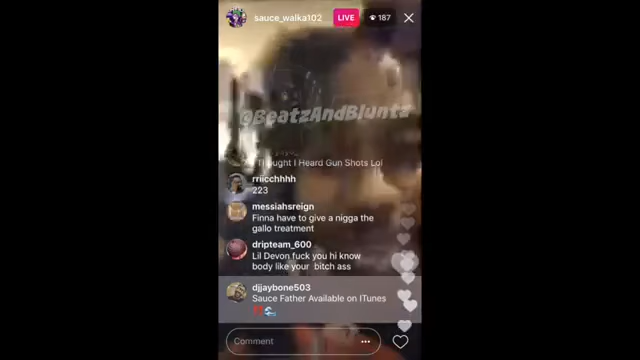 sauce_walka102 LIVE 187
@BeatzAndBluntz
Thought I Heard Gun Shots Lol
rriicchhhh
223
messiahsreign
Finna have to give a nigga the
gallo treatment
dripteam_600
Lil Devon fuck you hi know
body like your bitch ass
djjaybone503
Sauce Father Available on ITunes
‼️🌊
Comment